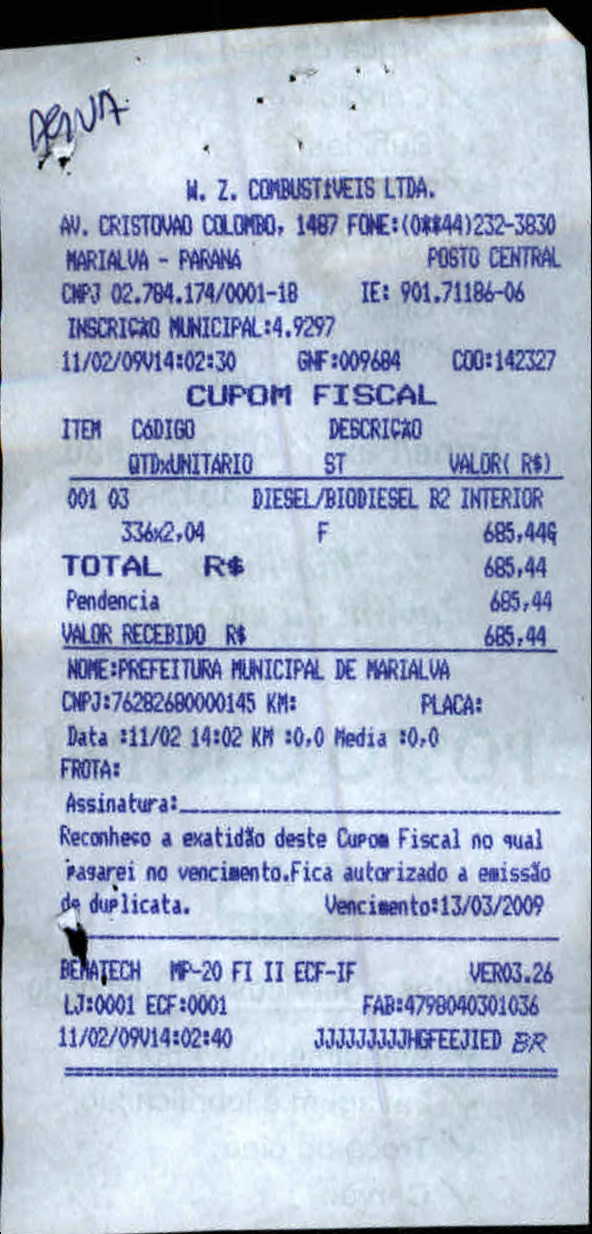 W. Z. COMBUSTíVEIS LTDA.
AV. CRISTOVAO COLOMBO, 1487 FONE:(0**44)232-3830
MARIALVA - PARANA POSTO CENTRAL
CNPJ 02.784.174/0001-18 IE: 901.71186-06
INSCRIÇÃO MUNICIPAL:4.9297
11/02/09V14:02:30 GNF:009684 COO:142327
CUPOM FISCAL
ITEM CóDIGO DESCRIÇÃO
QTDxUNITARIO ST VALOR( R$)
001 03 DIESEL/BIODIESEL B2 INTERIOR
336x2,04 F 685,44G
TOTAL R$ 685,44
Pendencia 685,44
VALOR RECEBIDO R$ 685,44
NOME:PREFEITURA MUNICIPAL DE MARIALVA
CNPJ:76282680000145 KM: PLACA:
Data :11/02 14:02 KM :0,0 Media :0,0
FROTA:
Assinatura:
Reconheço a exatidão deste Cupom Fiscal no qual
pagarei no vencimento.Fica autorizado a emissão
de duplicata. Vencimento:13/03/2009
BEMATECH MP-20 FI II ECF-IF VER03.26
LJ:0001 ECF:0001 FAB:4798040301036
11/02/09V14:02:40 JJJJJJJJJHGFEEJIED BR